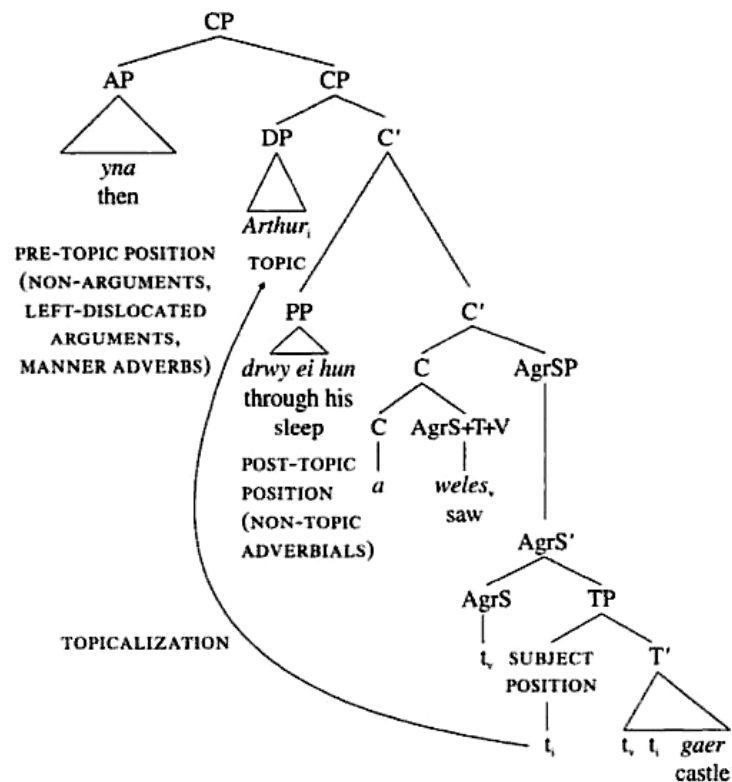 CP
AP CP
DP C′
yna
then
Arthurᵢ
PRE-TOPIC POSITION
(NON-ARGUMENTS,
LEFT-DISLOCATED
ARGUMENTS,
MANNER ADVERBS)
TOPIC
PP C′
drwy ei hun
through his
sleep
C AgrSP
C AgrS+T+V
POST-TOPIC
POSITION
(NON-TOPIC
ADVERBIALS)
a welesᵥ
saw
AgrS′
AgrS TP
TOPICALIZATION
tᵥ SUBJECT
POSITION
T′
tᵢ
tᵥ tᵢ gaer
castle